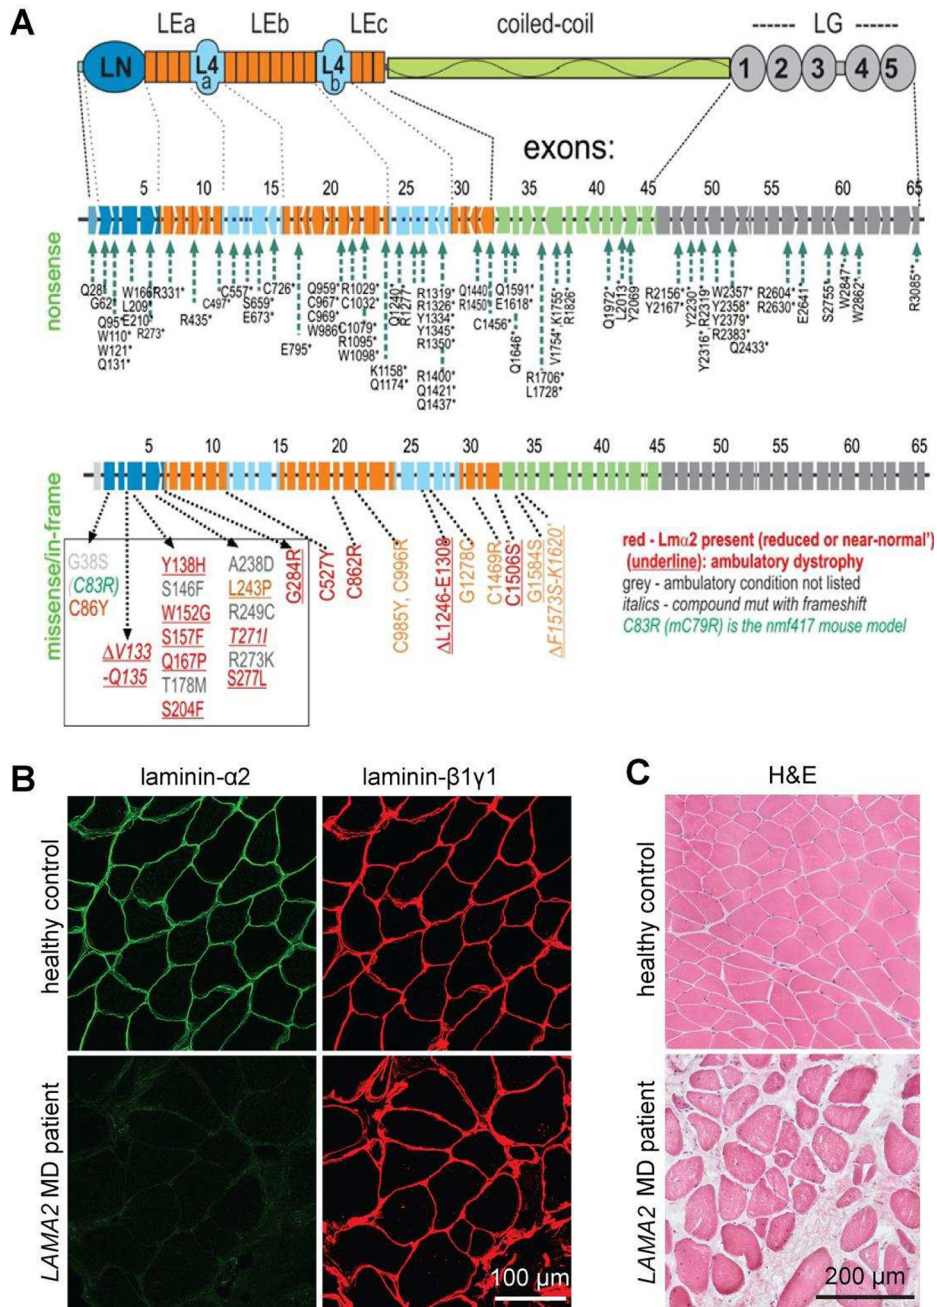 A
LEa
LEb
LEc
coiled-coil
----- LG -----
LN
L4
a
L4
b
1
2
3
4
5
exons:
5 10 15 20 25 30 35 40 45 50 55 60 65
nonsense
Q28*
G62*
Q95*
W110*
W121*
Q131*
W166*
L209*
E210*
R273*
R331*
R435*
C497*
C557*
S659*
E673*
C726*
E795*
Q959*
C967*
C969*
W986*
R1029*
C1032*
C1079*
R1095*
W1098*
K1158*
Q1174*
Q1240*
R1277*
R1319*
R1326*
Y1334*
Y1345*
R1350*
R1400*
Q1421*
Q1437*
Q1440*
R1450*
C1456*
Q1591*
E1618*
Q1646*
R1706*
L1728*
V1754*
K1755*
R1826*
Q1972*
L2013*
Y2069*
R2156*
Y2167*
Y2230*
Y2316*
R2319*
W2357*
Y2358*
Y2379
R2383*
Q2433*
R2604*
R2630*
E2641*
S2755*
W2847*
W2862*
R3085**
missense/in-frame
5 10 15 20 25 30 35 40 45 50 55 60 65
G38S
(C83R)
C86Y
ΔV133
-Q135
Y138H
S146F
W152G
S157F
Q167P
T178M
S204F
A238D
L243P
R249C
T271I
R273K
S277L
G284R
C527Y
C862R
C985Y, C996R
ΔL1246-E1308
G1278C
C1469R
C1506S
G1584S
ΔF1573S-K1620'
red - Lmα2 present (reduced or near-normal')
(underline): ambulatory dystrophy
grey - ambulatory condition not listed
italics - compound mut with frameshift
C83R (mC79R) is the nmf417 mouse model
B
laminin-α2
laminin-β1γ1
healthy control
LAMA2 MD patient
100 µm
C
H&E
healthy control
LAMA2 MD patient
200 µm